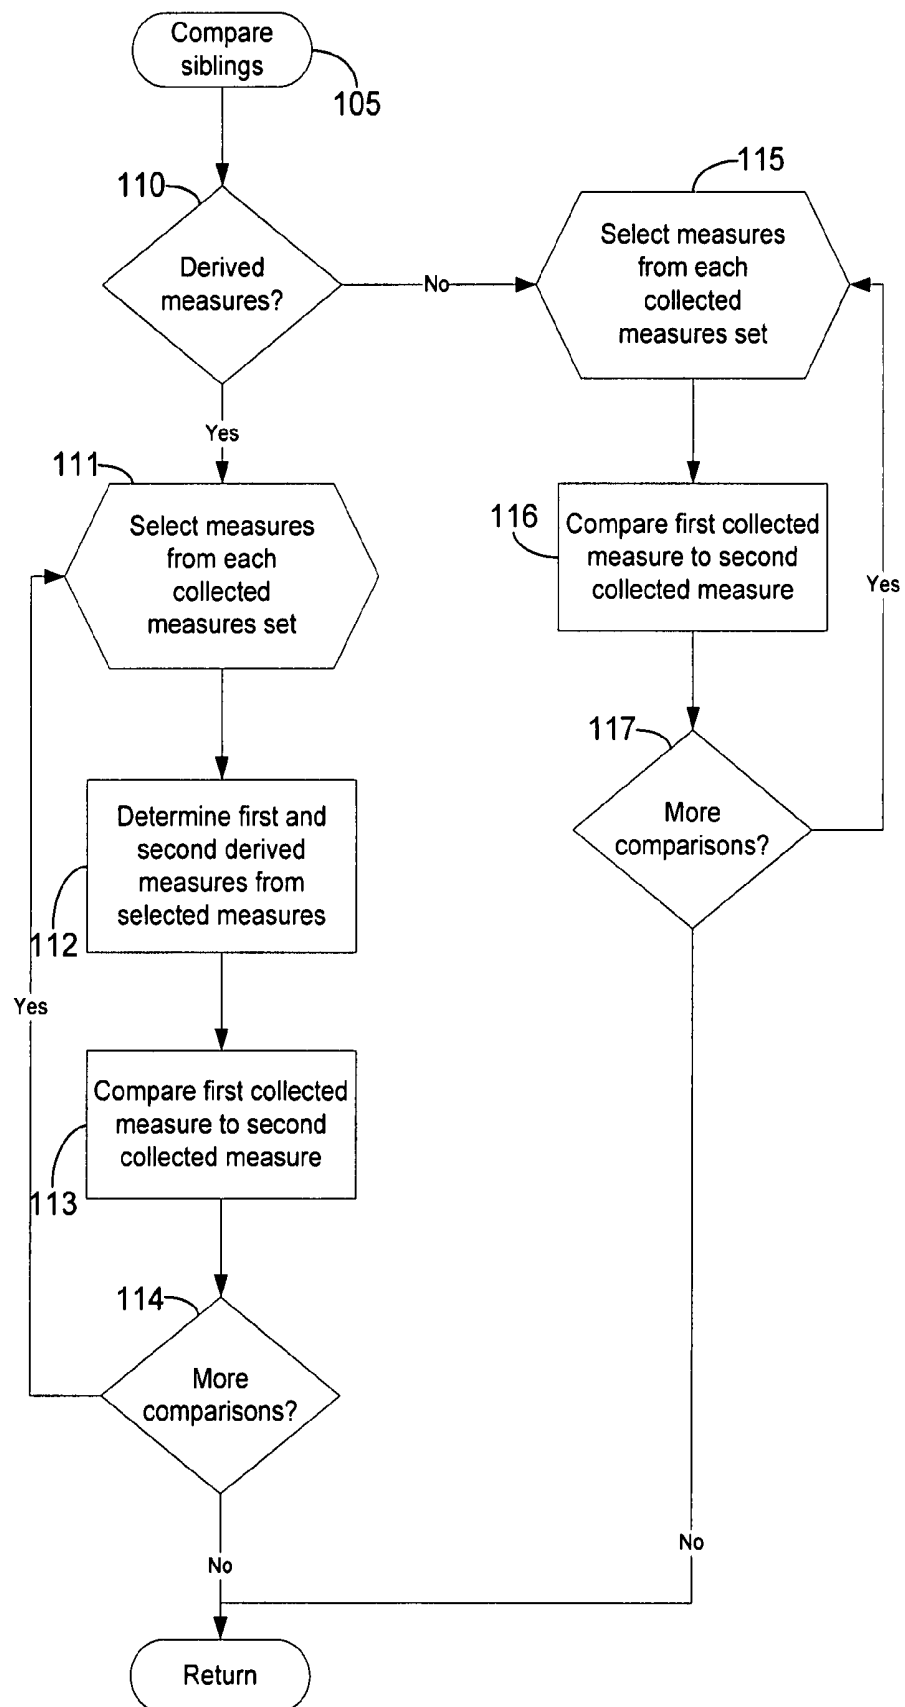 Compare
siblings
105
110
Derived
measures?
No
115
Select measures
from each
collected
measures set
Yes
111
Select measures
from each
collected
measures set
116
Compare first collected
measure to second
collected measure
Yes
117
More
comparisons?
Determine first and
second derived
measures from
selected measures
112
Yes
Compare first collected
measure to second
collected measure
113
114
More
comparisons?
No
No
Return